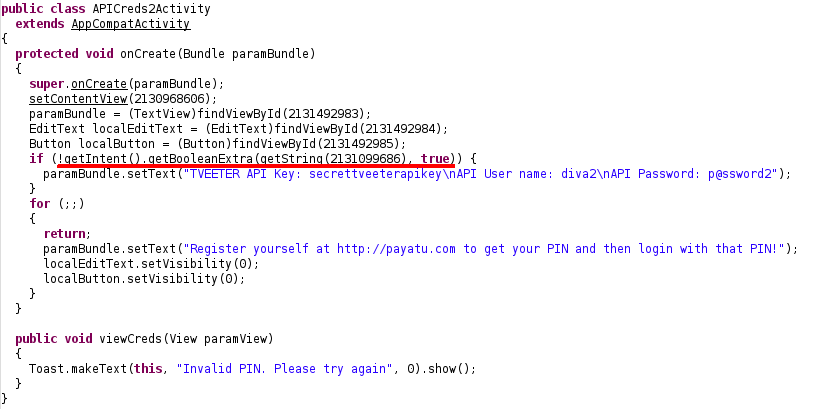 public class APICreds2Activity
  extends AppCompatActivity
{
  protected void onCreate(Bundle paramBundle)
  {
    super.onCreate(paramBundle);
    setContentView(2130968606);
    paramBundle = (TextView)findViewById(2131492983);
    EditText localEditText = (EditText)findViewById(2131492984);
    Button localButton = (Button)findViewById(2131492985);
    if (!getIntent().getBooleanExtra(getString(2131099686), true)) {
      paramBundle.setText("TVEETER API Key: secrettveeterapikey\nAPI User name: diva2\nAPI Password: p@ssword2");
    }
    for (;;)
    {
      return;
      paramBundle.setText("Register yourself at http://payatu.com to get your PIN and then login with that PIN!");
      localEditText.setVisibility(0);
      localButton.setVisibility(0);
    }
  }

  public void viewCreds(View paramView)
  {
    Toast.makeText(this, "Invalid PIN. Please try again", 0).show();
  }
}